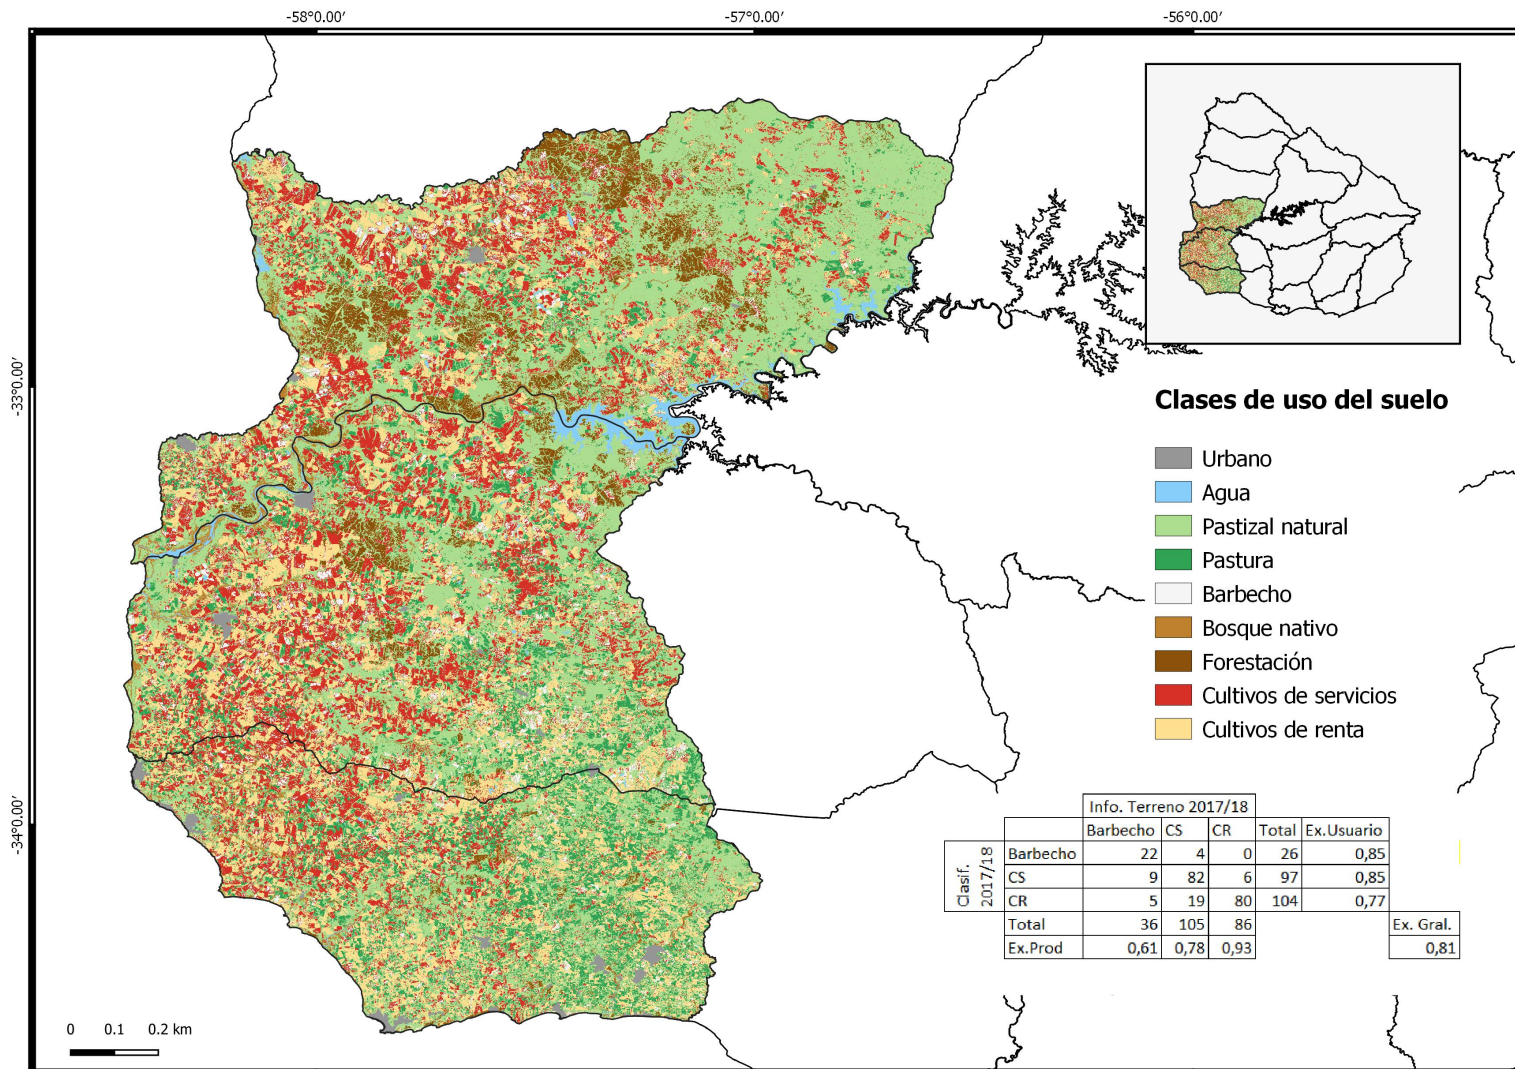 -58°0.00′ -57°0.00′ -56°0.00′
-33°0.00′
-34°0.00′
Clases de uso del suelo
Urbano
Agua
Pastizal natural
Pastura
Barbecho
Bosque nativo
Forestación
Cultivos de servicios
Cultivos de renta
Info. Terreno 2017/18
Barbecho CS CR Total Ex.Usuario
Clasif.
2017/18
Barbecho 22 4 0 26 0,85
CS 9 82 6 97 0,85
CR 5 19 80 104 0,77
Total 36 105 86 Ex. Gral.
Ex.Prod 0,61 0,78 0,93 0,81
0 0.1 0.2 km